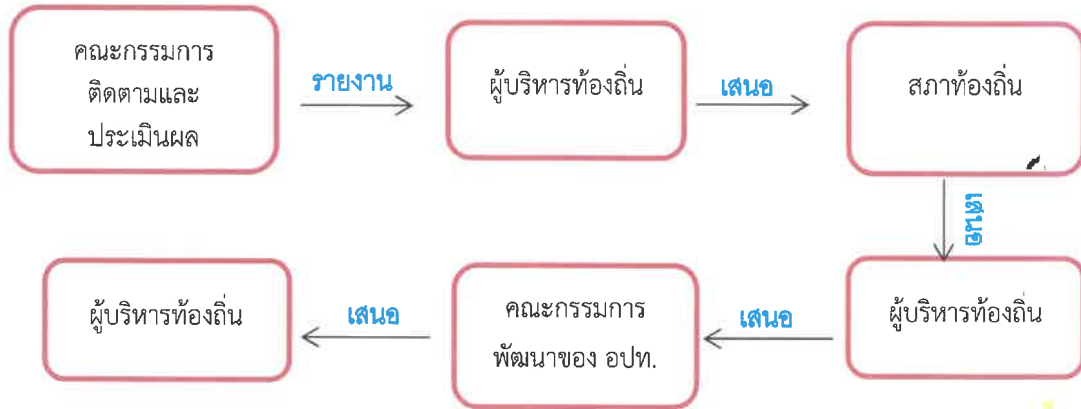 คณะกรรมการ
ติดตามและ
ประเมินผล
รายงาน
ผู้บริหารท้องถิ่น
เสนอ
สภาท้องถิ่น
เสนอ
ผู้บริหารท้องถิ่น
เสนอ
คณะกรรมการ
พัฒนาของ อปท.
เสนอ
ผู้บริหารท้องถิ่น